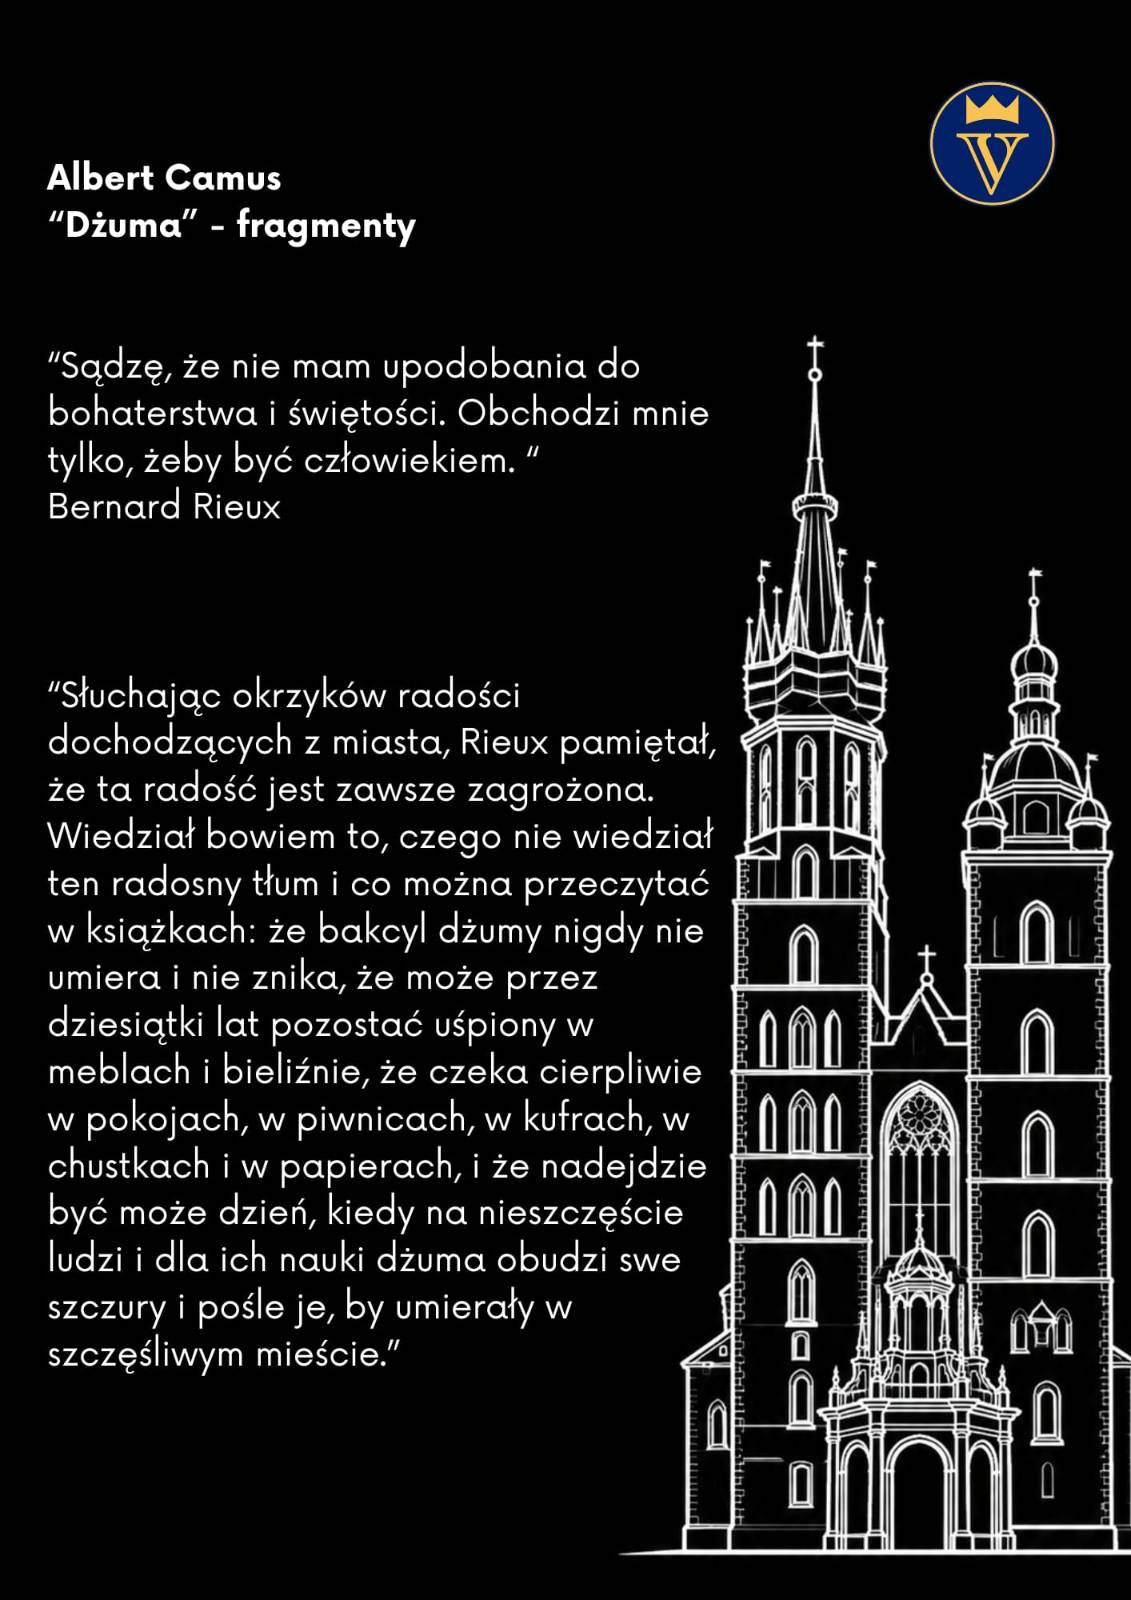 V
Albert Camus
“Dżuma” - fragmenty
“Sądzę, że nie mam upodobania do
bohaterstwa i świętości. Obchodzi mnie
tylko, żeby być człowiekiem. “
Bernard Rieux
“Słuchając okrzyków radości
dochodzących z miasta, Rieux pamiętał,
że ta radość jest zawsze zagrożona.
Wiedział bowiem to, czego nie wiedział
ten radosny tłum i co można przeczytać
w książkach: że bakcyl dżumy nigdy nie
umiera i nie znika, że może przez
dziesiątki lat pozostać uśpiony w
meblach i bieliźnie, że czeka cierpliwie
w pokojach, w piwnicach, w kufrach, w
chustkach i w papierach, i że nadejdzie
być może dzień, kiedy na nieszczęście
ludzi i dla ich nauki dżuma obudzi swe
szczury i pośle je, by umierały w
szczęśliwym mieście.”